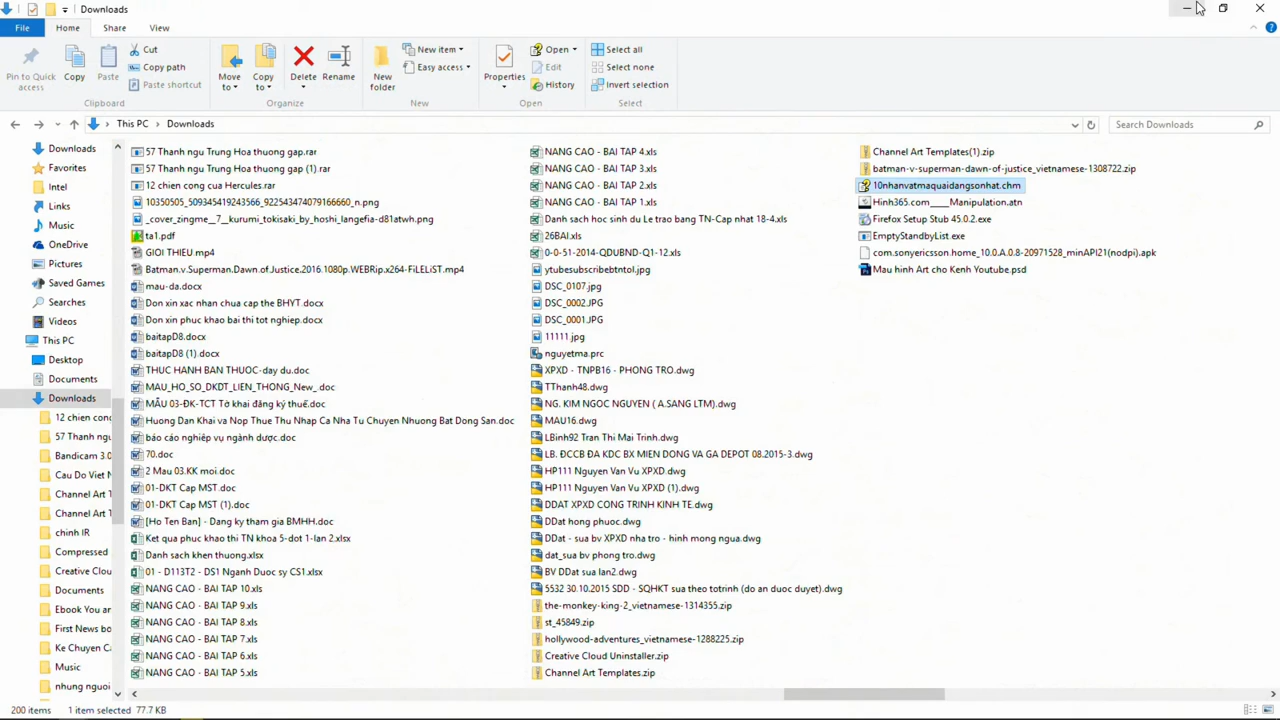 Downloads
File
Home
Share
View
Pin to Quick access
Copy
Paste
Cut
Copy path
Paste shortcut
Clipboard
Move to
Copy to
Delete
Rename
Organize
New folder
New item
Easy access
New
Properties
Open
Edit
History
Open
Select all
Select none
Invert selection
Select
This PC > Downloads
Search Downloads
Downloads
Favorites
Intel
Links
Music
OneDrive
Pictures
Saved Games
Searches
Videos
This PC
Desktop
Documents
Downloads
12 chien cong
57 Thanh ngu
Bandicam 3.0
Cau Do Viet N
Channel Art T
Channel Art T
chinh IR
Compressed
Creative Clou
Documents
Ebook You an
First News bo
Ke Chuyen Ca
Music
nhung nguoi
57 Thanh ngu Trung Hoa thuong gap.rar
57 Thanh ngu Trung Hoa thuong gap (1).rar
12 chien cong cua Hercules.rar
10350505_509345419243566_922543474079166660_n.png
_cover_zingme__7__kurumi_tokisaki_by_hoshi_langefia-d81atwh.png
ta1.pdf
GIOI THIEU.mp4
Batman.v.Superman.Dawn.of.Justice.2016.1080p.WEBRip.x264-FiLELiST.mp4
mau-da.docx
Don xin xac nhan cua cap the BHYT.docx
Don xin phuc khao bai thi tot nghiep.docx
baitapD8.docx
baitapD8 (1).docx
THUC HANH BAN THUOC-day du.doc
MAU_HO_SO_DKDT_LIEN_THONG_New_.doc
MẪU 03-ĐK-TCT Tờ khai đăng ký thuế.doc
Huong Dan Khai va Nop Thue Thu Nhap Ca Nha Tu Chuyen Nhuong Bat Dong San.doc
báo cáo nghiệp vụ ngành dược.doc
70.doc
2 Mau 03.KK moi.doc
01-DKT Cap MST.doc
01-DKT Cap MST (1).doc
[Ho Ten Ban] - Dang ky tham gia BMHH.doc
Ket qua phuc khao thi TN khoa 5-dot 1-lan 2.xlsx
Danh sach khen thuong.xlsx
01 - D113T2 - DS1 Nganh Duoc sy CS1.xlsx
NANG CAO - BAI TAP 10.xls
NANG CAO - BAI TAP 9.xls
NANG CAO - BAI TAP 8.xls
NANG CAO - BAI TAP 7.xls
NANG CAO - BAI TAP 6.xls
NANG CAO - BAI TAP 5.xls
NANG CAO - BAI TAP 4.xls
NANG CAO - BAI TAP 3.xls
NANG CAO - BAI TAP 2.xls
NANG CAO - BAI TAP 1.xls
Danh sach hoc sinh du Le trao bang TN-Cap nhat 18-4.xls
26BAI.xls
0-0-51-2014-QDUBND-Q1-12.xls
ytubesubscribebtntol.jpg
DSC_0107.jpg
DSC_0002.JPG
DSC_0001.JPG
11111.jpg
nguyetma.prc
XPXD - TNPB16 - PHONG TRO.dwg
TThanh48.dwg
NG. KIM NGOC NGUYEN ( A.SANG LTM).dwg
MAU16.dwg
LBinh92 Tran Thi Mai Trinh.dwg
LB. ĐCCB ĐA KDC BX MIEN DONG VA GA DEPOT 08.2015-3.dwg
HP111 Nguyen Van Vu XPXD.dwg
HP111 Nguyen Van Vu XPXD (1).dwg
DDAT XPXD CONG TRINH KINH TE.dwg
DDat hong phuoc.dwg
DDat - sua bv XPXD nha tro - hinh mong ngua.dwg
dat_sua bv phong tro.dwg
BV DDat sua lan2.dwg
5532 30.10.2015 SDD - SQHKT sua theo totrinh (do an duoc duyet).dwg
the-monkey-king-2_vietnamese-1314355.zip
st_45849.zip
hollywood-adventures_vietnamese-1288225.zip
Creative Cloud Uninstaller.zip
Channel Art Templates.zip
Channel Art Templates(1).zip
batman-v-superman-dawn-of-justice_vietnamese-1308722.zip
10nhanvatmaquaidangsonhat.chm
Hinh365.com____Manipulation.atn
Firefox Setup Stub 45.0.2.exe
EmptyStandbyList.exe
com.sonyericsson.home_10.0.A.0.8-20971528_minAPI21(nodpi).apk
Mau hinh Art cho Kenh Youtube.psd
200 items
1 item selected 77.7 KB